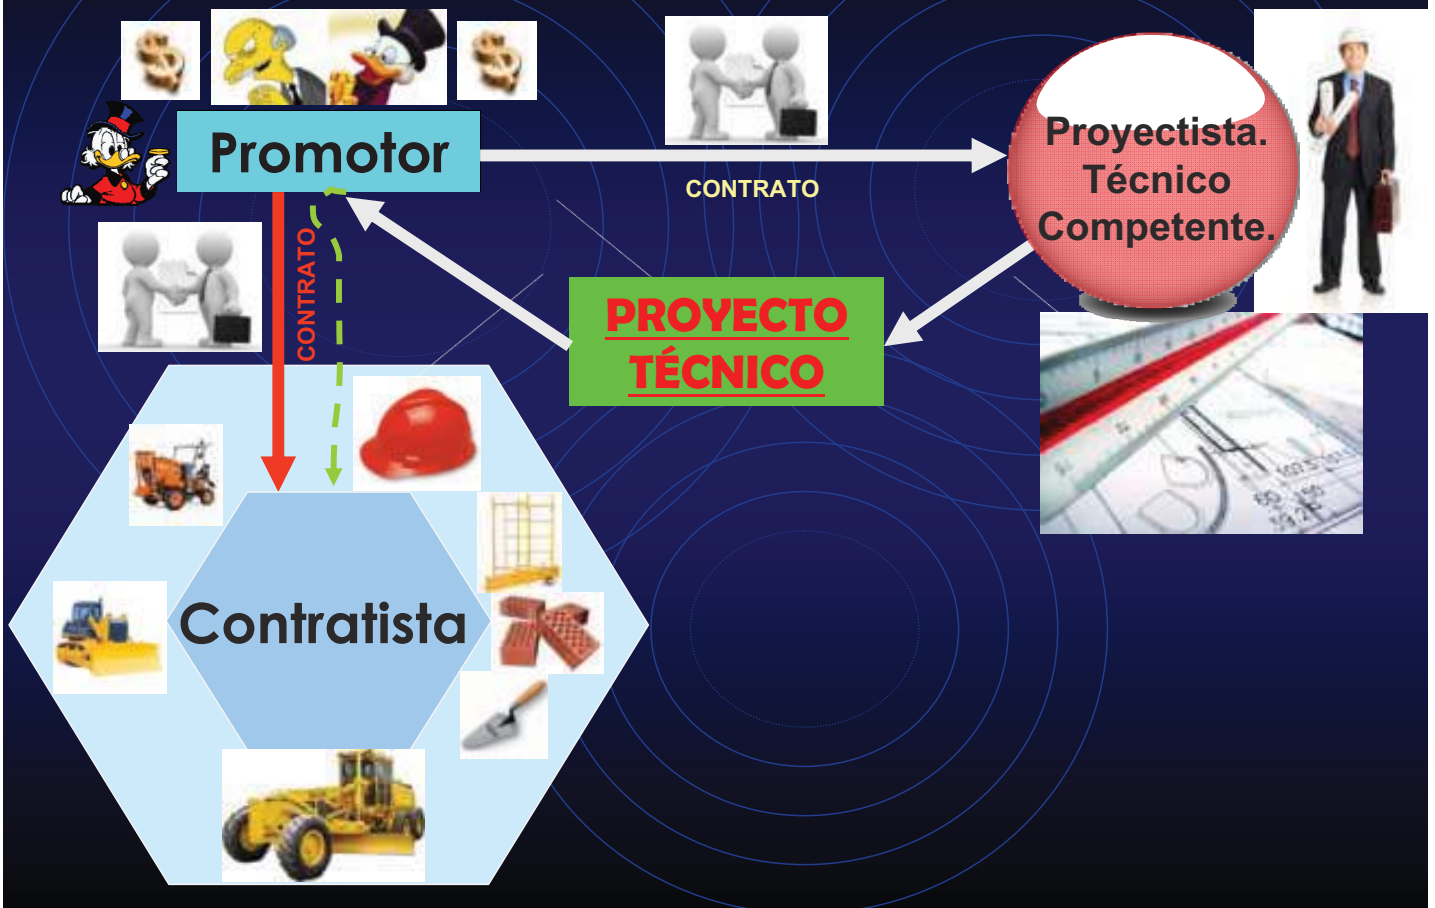 Promotor
CONTRATO
Proyectista.
Técnico
Competente.
CONTRATO
PROYECTO
TÉCNICO
Contratista